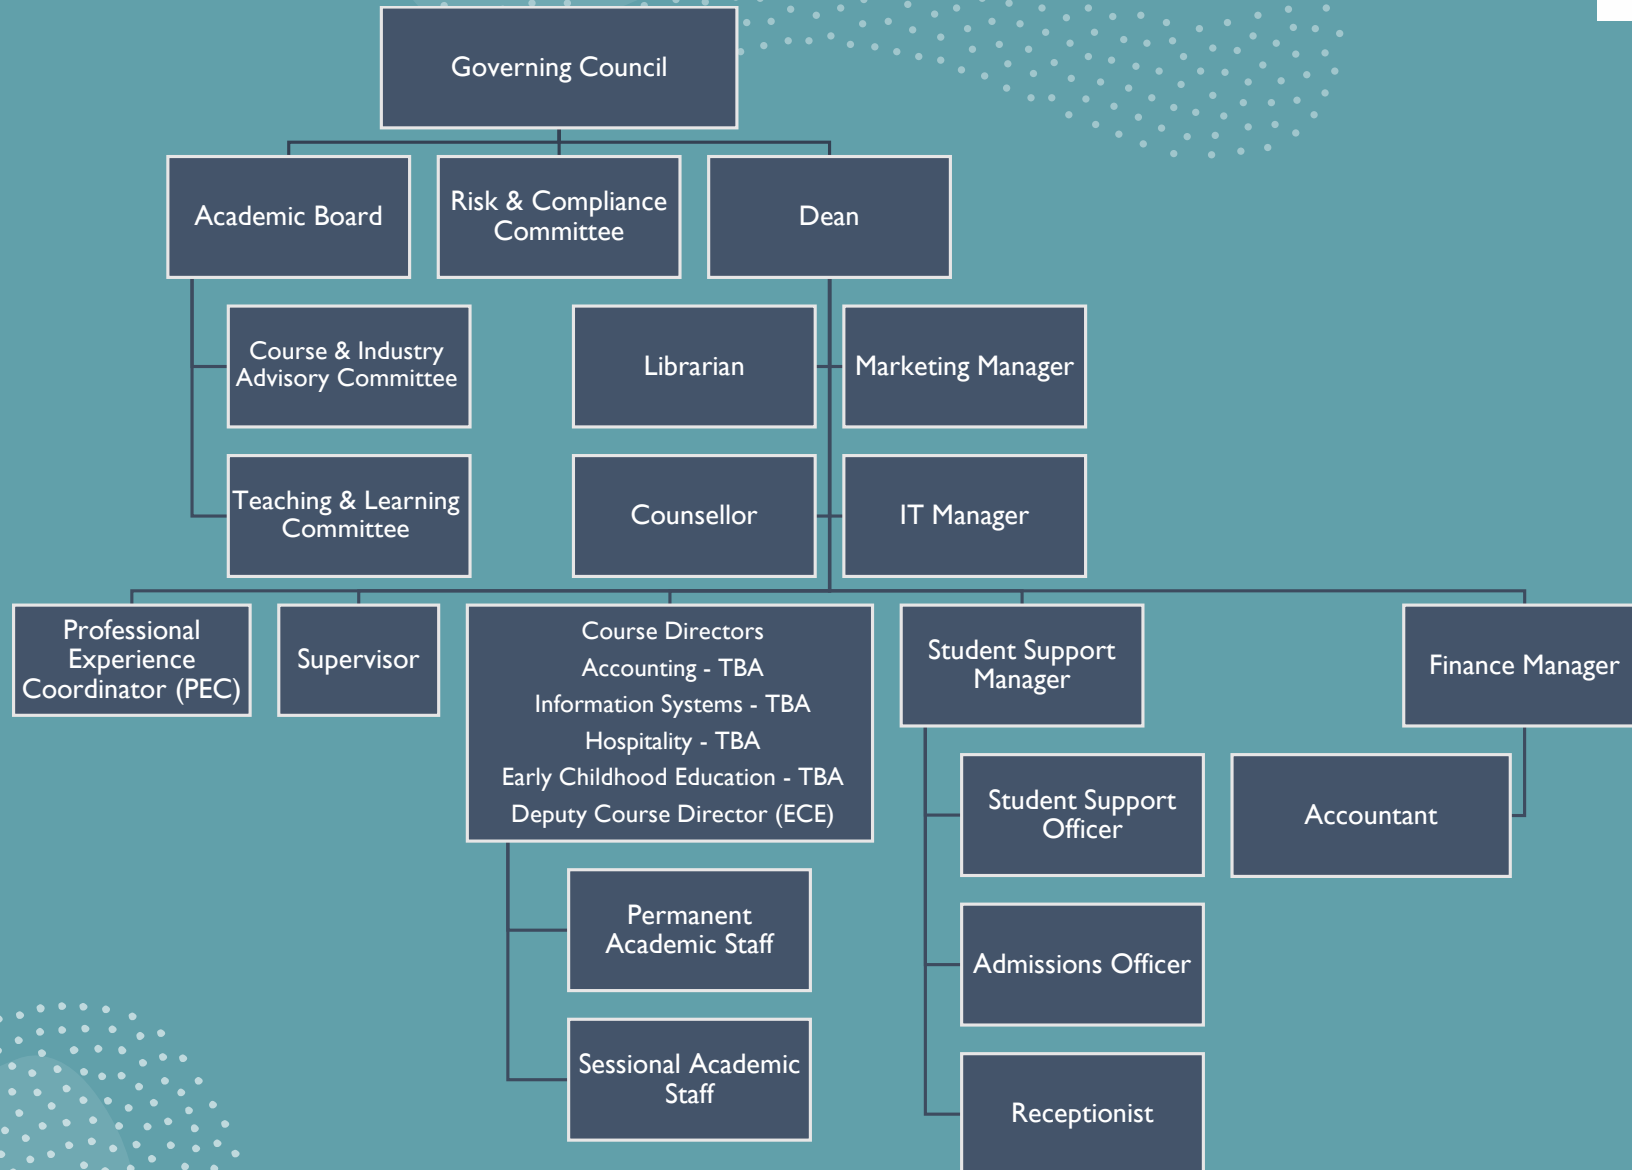 Governing Council
Academic Board
Risk & Compliance
Committee
Dean
Course & Industry
Advisory Committee
Librarian
Marketing Manager
Teaching & Learning
Committee
Counsellor
IT Manager
Professional
Experience
Coordinator (PEC)
Supervisor
Course Directors
Accounting - TBA
Information Systems - TBA
Hospitality - TBA
Early Childhood Education - TBA
Deputy Course Director (ECE)
Student Support
Manager
Finance Manager
Student Support
Officer
Accountant
Permanent
Academic Staff
Admissions Officer
Sessional Academic
Staff
Receptionist